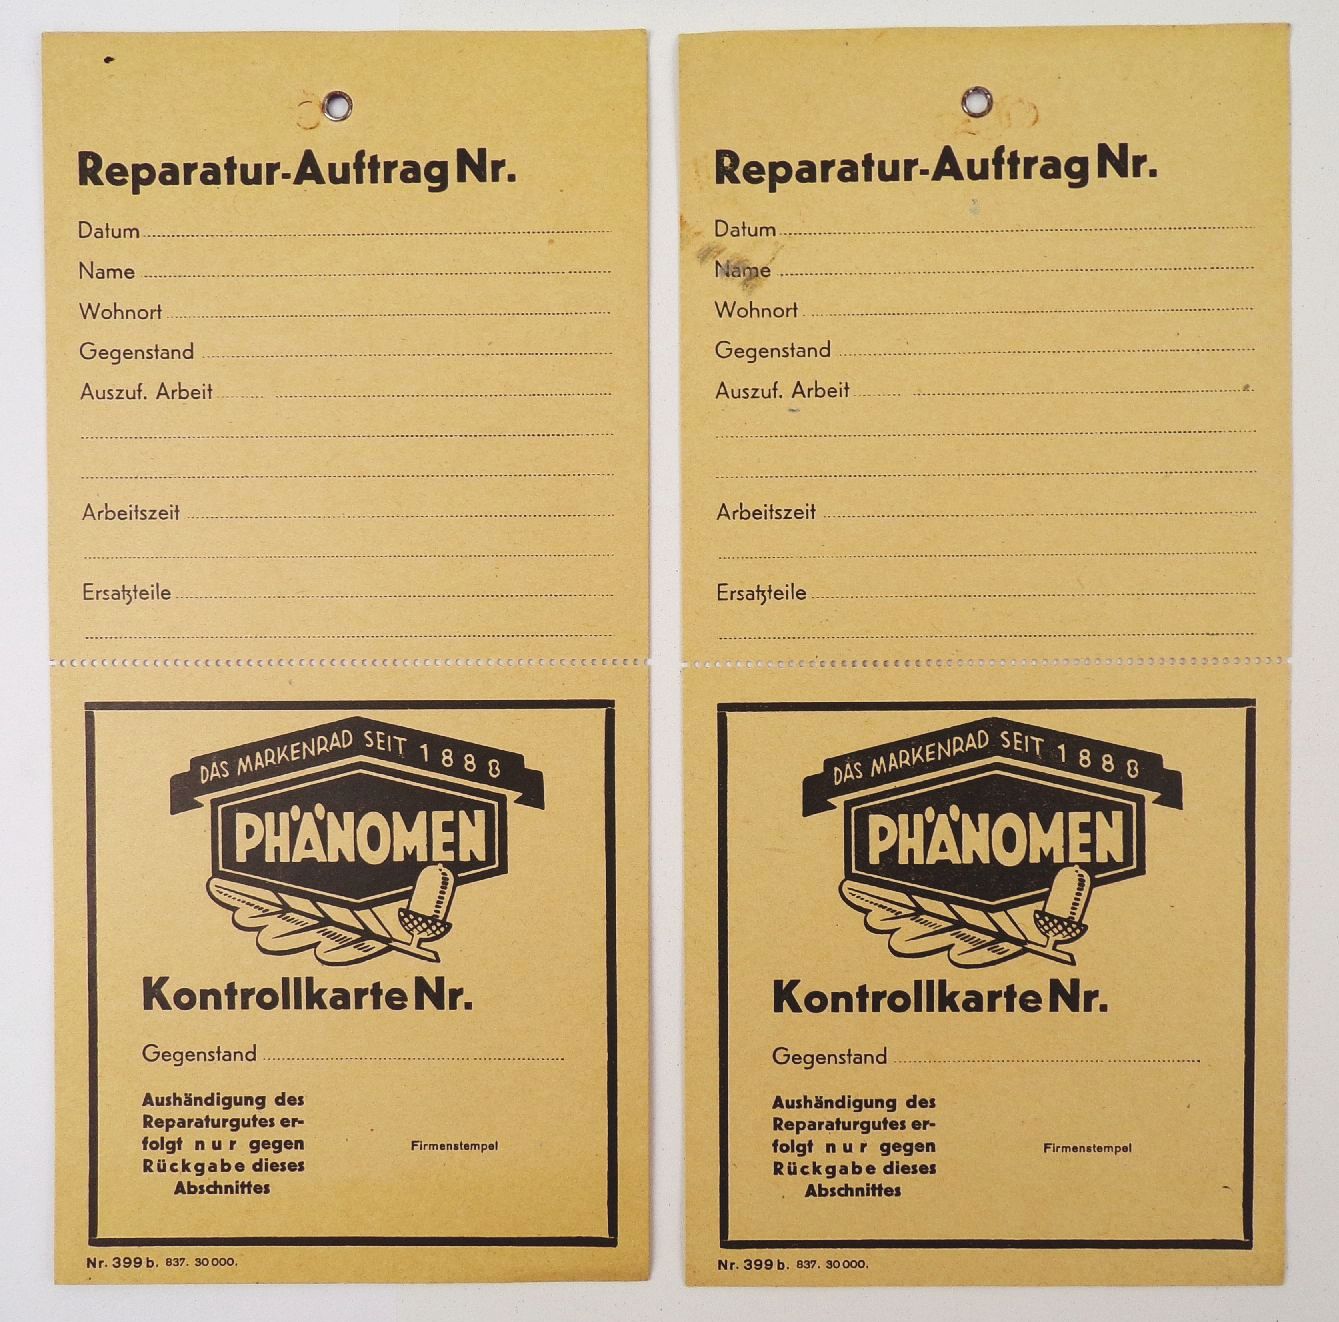 Reparatur-Auftrag Nr.
Datum
Name
Wohnort
Gegenstand
Auszuf. Arbeit
Arbeitszeit
Ersatzteile
DAS MARKENRAD SEIT 1888
PHÄNOMEN
Kontrollkarte Nr.
Gegenstand
Aushändigung des
Reparaturgutes er-
folgt nur gegen
Rückgabe dieses
Abschnittes
Firmenstempel
Nr. 399 b. 837. 30 000.
Reparatur-Auftrag Nr.
Datum
Name
Wohnort
Gegenstand
Auszuf. Arbeit
Arbeitszeit
Ersatzteile
DAS MARKENRAD SEIT 1888
PHÄNOMEN
Kontrollkarte Nr.
Gegenstand
Aushändigung des
Reparaturgutes er-
folgt nur gegen
Rückgabe dieses
Abschnittes
Firmenstempel
Nr. 399 b. 837. 30 000.